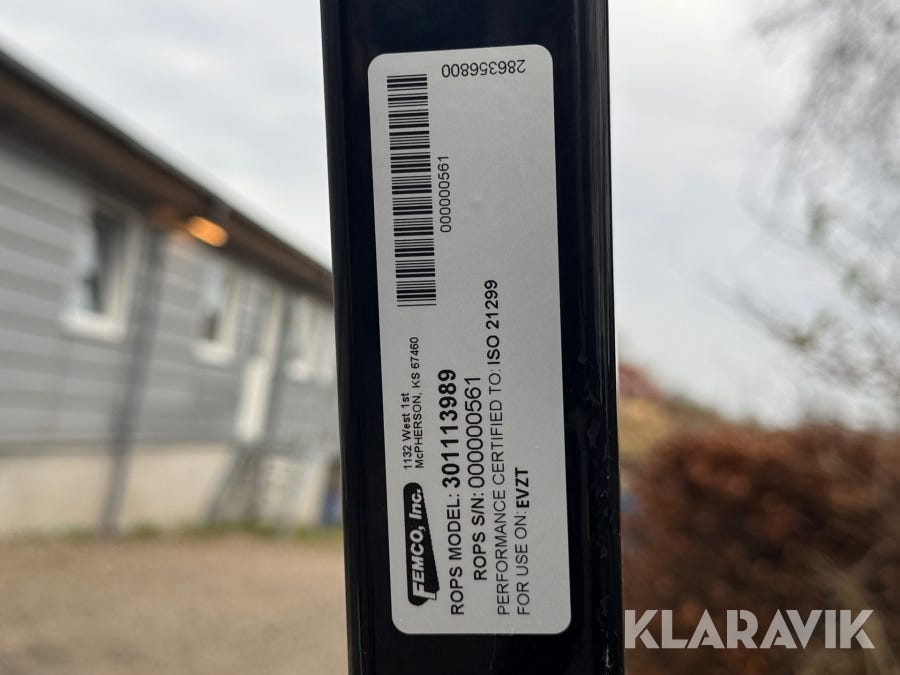 FEMCO, Inc.
1132 West 1st
McPHERSON, KS 67460
ROPS MODEL: 301113989
ROPS S/N: 000000561
PERFORMANCE CERTIFIED TO: ISO 21299
FOR USE ON: EVZT
000000561
286356800
KLARAVIK